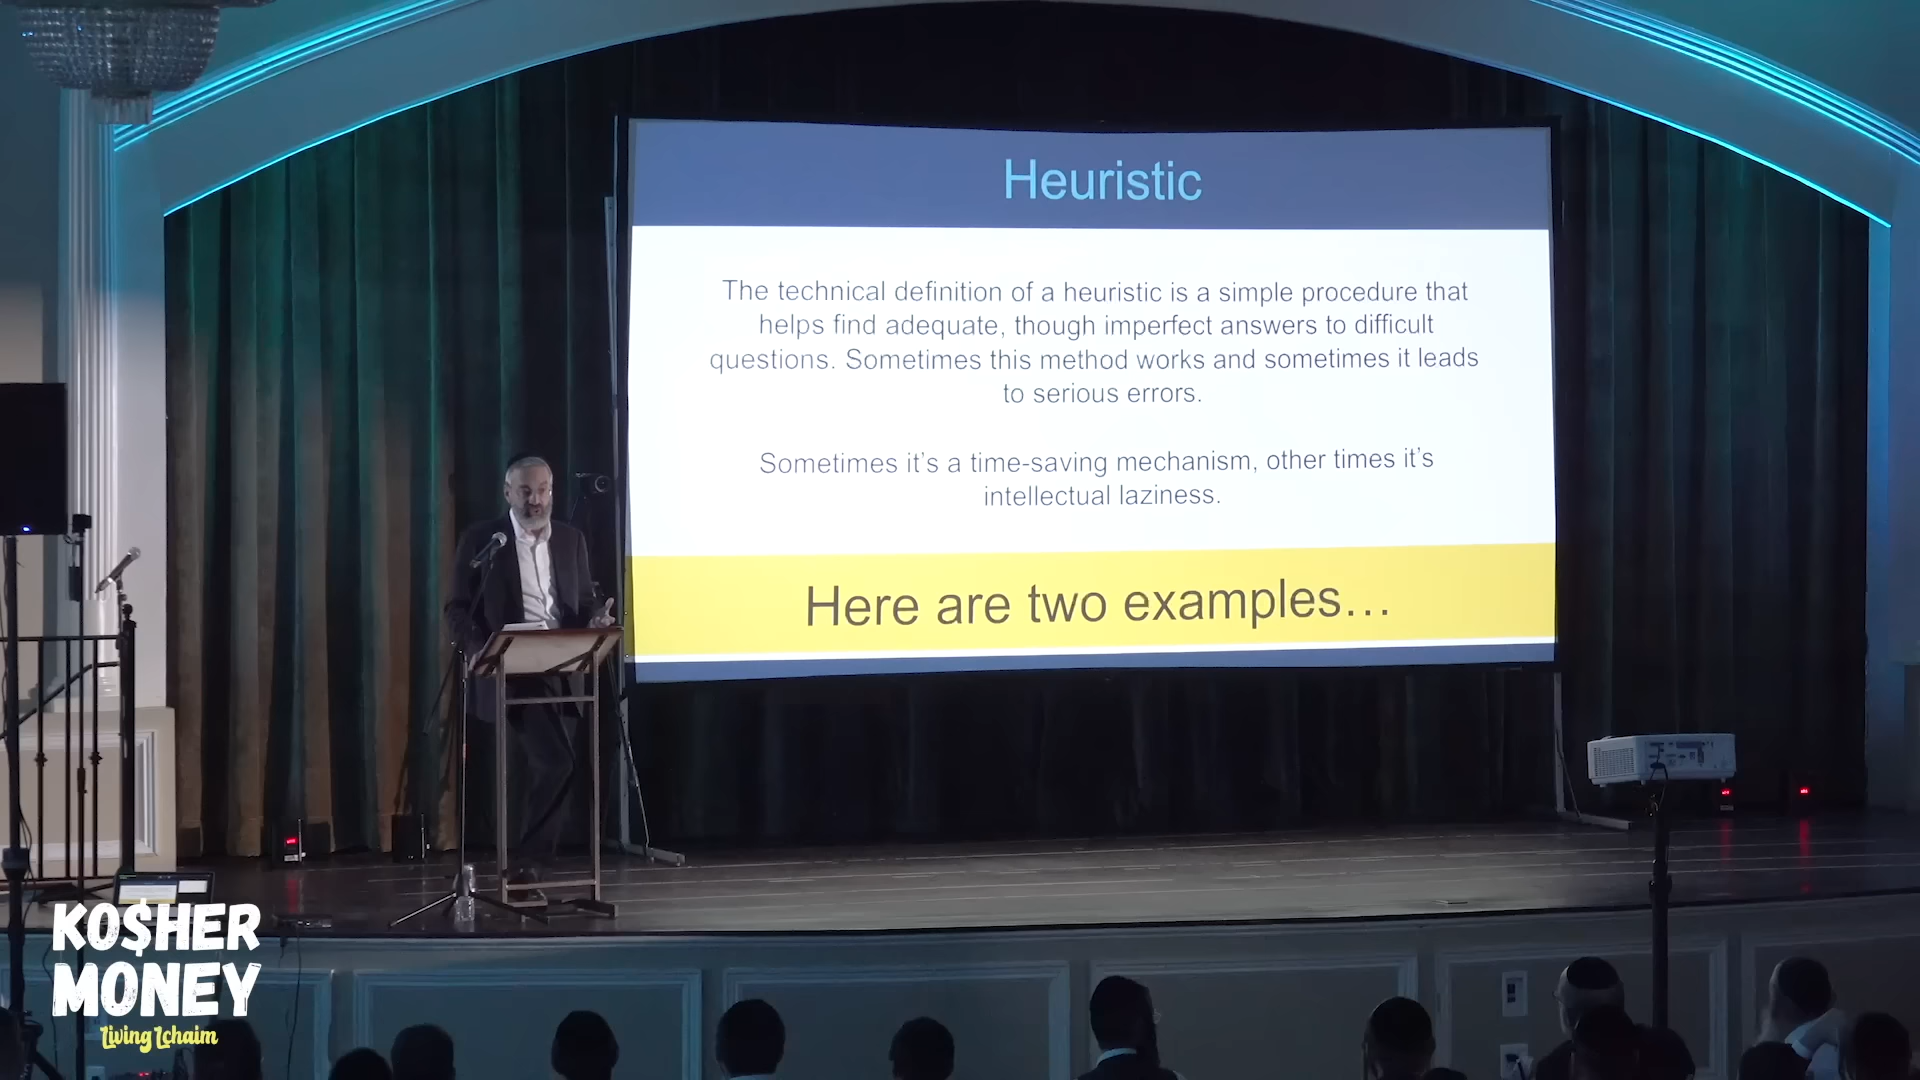 Heuristic
The technical definition of a heuristic is a simple procedure that
helps find adequate, though imperfect answers to difficult
questions. Sometimes this method works and sometimes it leads
to serious errors.
Sometimes it’s a time-saving mechanism, other times it’s
intellectual laziness.
Here are two examples…
KO$HER
MONEY
Living Lchaim